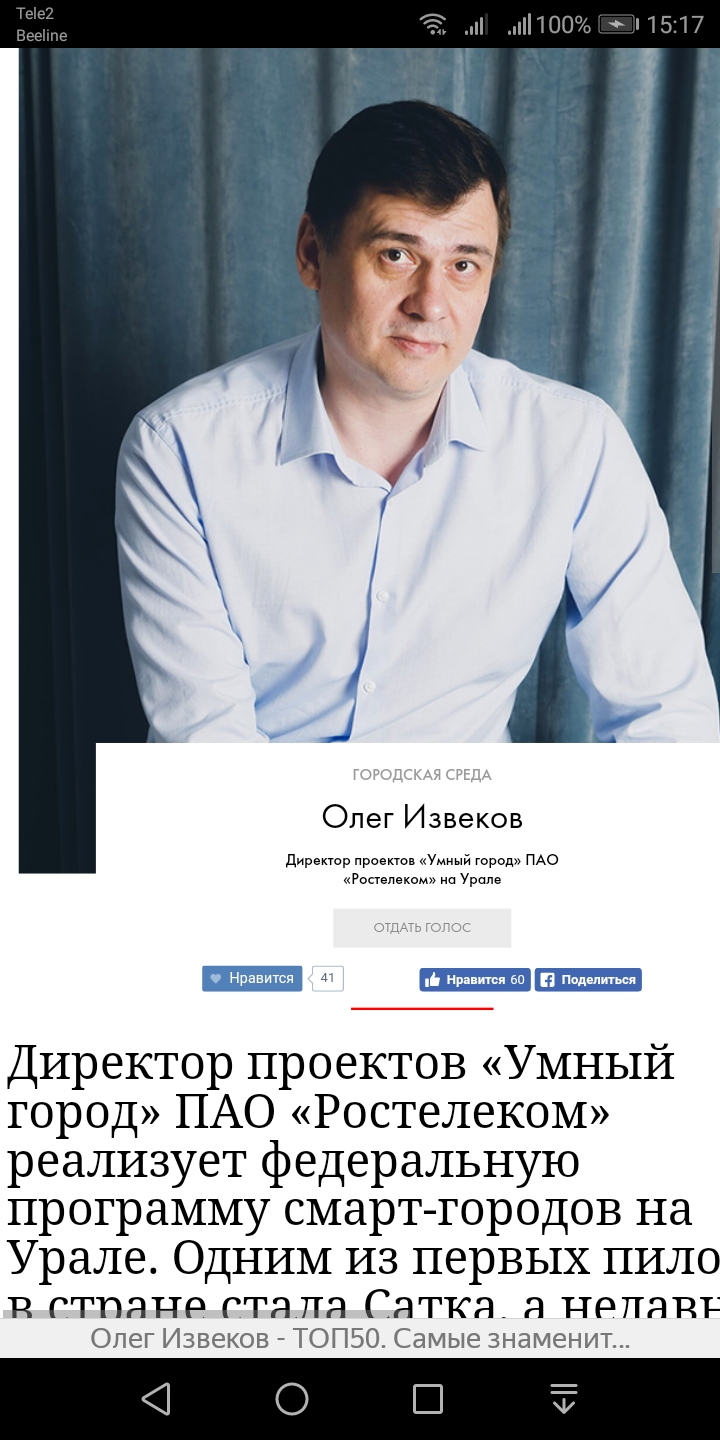 Tele2
Beeline
100%
15:17
ГОРОДСКАЯ СРЕДА
Олег Извеков
Директор проектов «Умный город» ПАО
«Ростелеком» на Урале
ОТДАТЬ ГОЛОС
Нравится 41
Нравится 60 Поделиться
Директор проектов «Умный
город» ПАО «Ростелеком»
реализует федеральную
программу смарт-городов на
Урале. Одним из первых пило
в стране стала Сатка, а недавн
Олег Извеков - ТОП50. Самые знаменит...